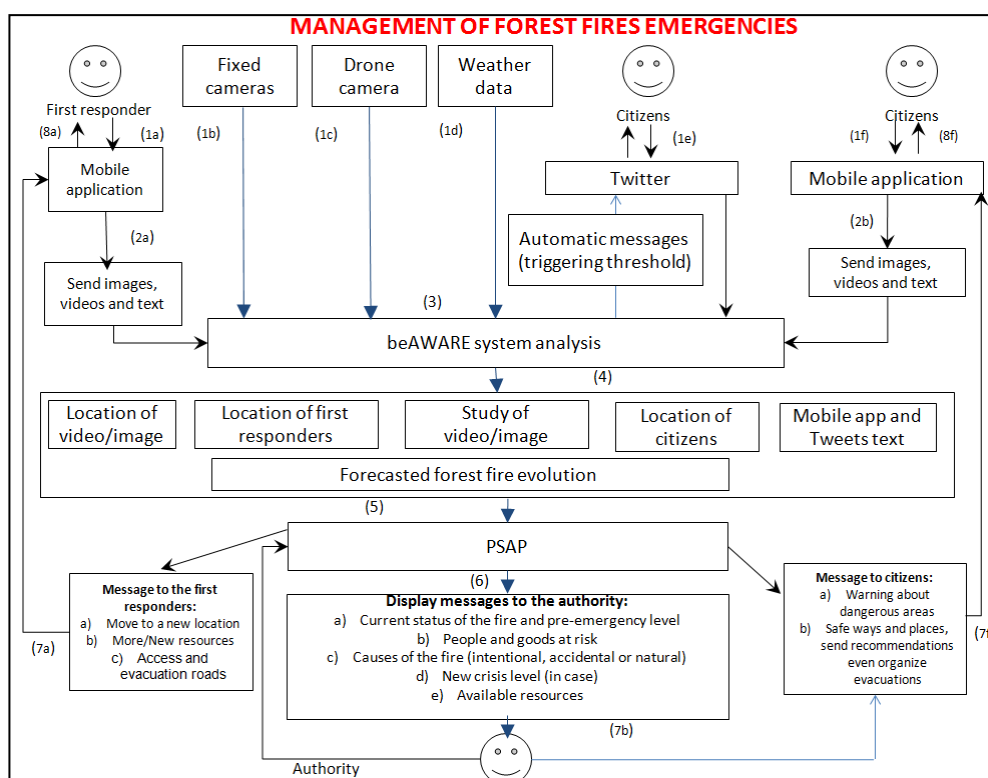 MANAGEMENT OF FOREST FIRES EMERGENCIES
First responder
(8a)
(1a)
Fixed
cameras
(1b)
Drone
camera
(1c)
Weather
data
(1d)
Citizens
(1e)
Citizens
(1f)
(8f)
Mobile
application
Twitter
Mobile application
(2a)
(2b)
Automatic messages
(triggering threshold)
Send images,
videos and text
Send images,
videos and text
(3)
beAWARE system analysis
(4)
Location of
video/image
Location of first
responders
Study of
video/image
Location of
citizens
Mobile app and
Tweets text
Forecasted forest fire evolution
(5)
PSAP
(6)
Message to the first
responders:
a) Move to a new location
b) More/New resources
c) Access and
evacuation roads
(7a)
Display messages to the authority:
a) Current status of the fire and pre-emergency level
b) People and goods at risk
c) Causes of the fire (intentional, accidental or natural)
d) New crisis level (in case)
e) Available resources
Message to citizens:
a) Warning about
dangerous areas
b) Safe ways and places,
send recommendations
even organize
evacuations
(7b)
Authority